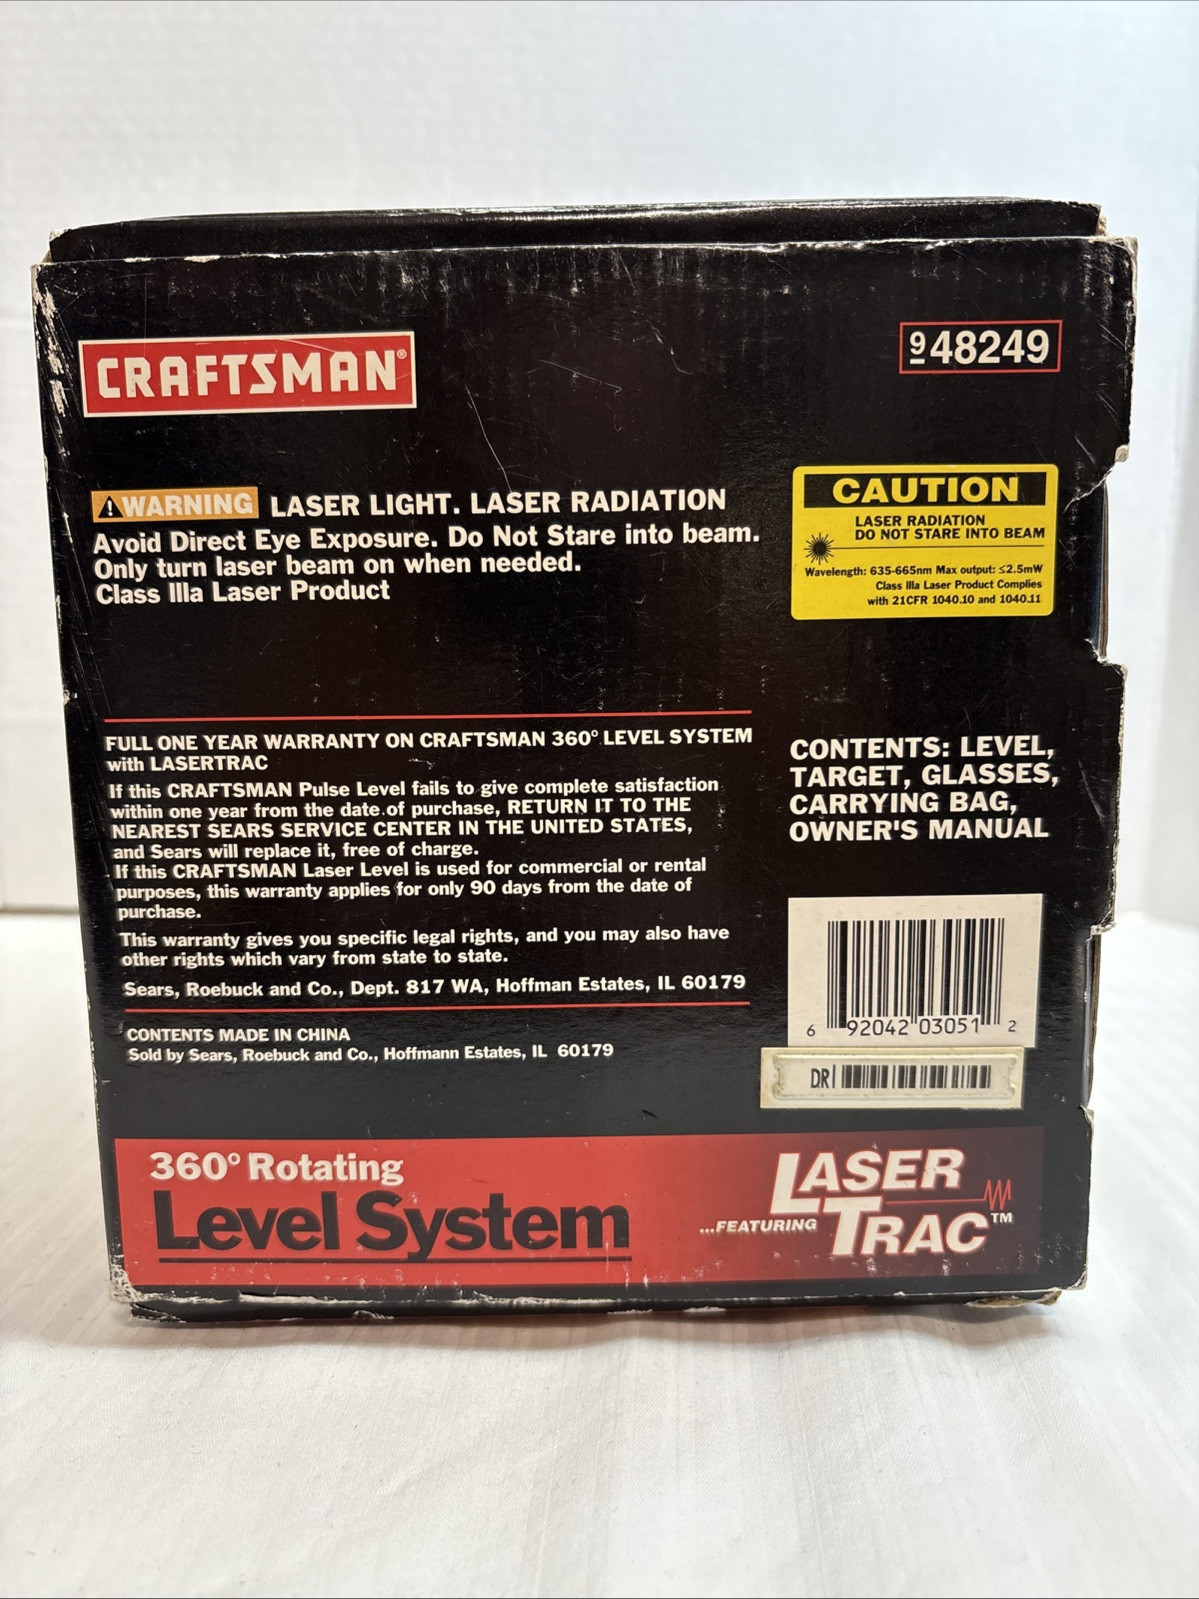 CRAFTSMAN®
9 48249
⚠WARNING LASER LIGHT. LASER RADIATION
Avoid Direct Eye Exposure. Do Not Stare into beam.
Only turn laser beam on when needed.
Class IIIa Laser Product
CAUTION
LASER RADIATION
DO NOT STARE INTO BEAM
Wavelength: 635-665nm Max output: ≤2.5mW
Class IIIa Laser Product Complies
with 21CFR 1040.10 and 1040.11
FULL ONE YEAR WARRANTY ON CRAFTSMAN 360° LEVEL SYSTEM
with LASERTRAC
If this CRAFTSMAN Pulse Level fails to give complete satisfaction
within one year from the date of purchase, RETURN IT TO THE
NEAREST SEARS SERVICE CENTER IN THE UNITED STATES,
and Sears will replace it, free of charge.
If this CRAFTSMAN Laser Level is used for commercial or rental
purposes, this warranty applies for only 90 days from the date of
purchase.
This warranty gives you specific legal rights, and you may also have
other rights which vary from state to state.
Sears, Roebuck and Co., Dept. 817 WA, Hoffman Estates, IL 60179
CONTENTS MADE IN CHINA
Sold by Sears, Roebuck and Co., Hoffmann Estates, IL 60179
CONTENTS: LEVEL,
TARGET, GLASSES,
CARRYING BAG,
OWNER'S MANUAL
6 92042 03051 2
DR
360° Rotating
Level System
...FEATURING LASER TRAC™